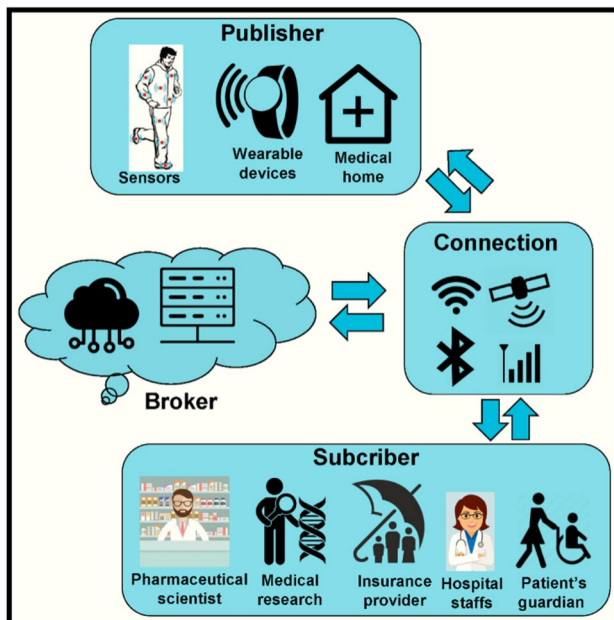 Publisher
Sensors
Wearable
devices
Medical
home
Connection
Broker
Subcriber
Pharmaceutical
scientist
Medical
research
Insurance
provider
Hospital
staffs
Patient's
guardian